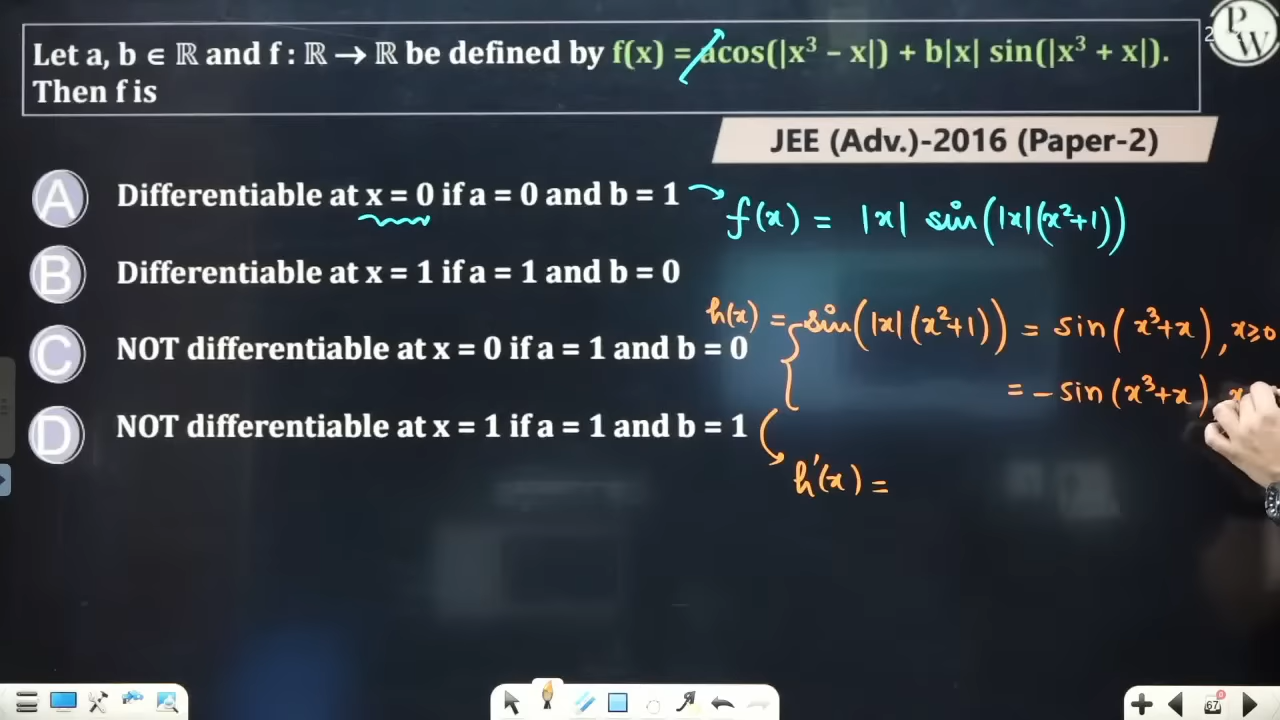 Let a, b ∈ ℝ and f : ℝ → ℝ be defined by f(x) = acos(|x³ − x|) + b|x| sin(|x³ + x|).
Then f is
PW
2
JEE (Adv.)-2016 (Paper-2)
A Differentiable at x = 0 if a = 0 and b = 1
f(x) = |x| sin(|x|(x²+1))
B Differentiable at x = 1 if a = 1 and b = 0
h(x) = sin(|x|(x²+1)) = sin(x³+x), x≥0
C NOT differentiable at x = 0 if a = 1 and b = 0
= −sin(x³+x), x
D NOT differentiable at x = 1 if a = 1 and b = 1
h'(x) =
67